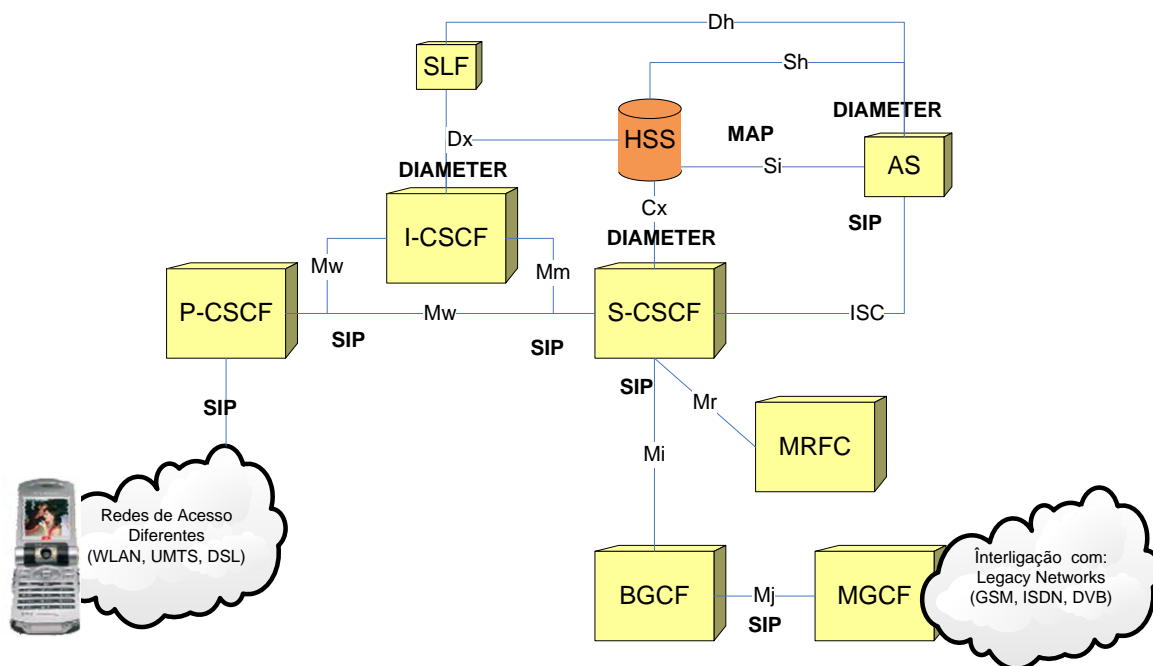 Dh
SLF
Sh
DIAMETER
HSS
MAP
Dx
AS
Si
DIAMETER
Cx
SIP
I-CSCF
DIAMETER
Mw
Mm
P-CSCF
Mw
S-CSCF
ISC
SIP
SIP
SIP
SIP
Mr
MRFC
Mi
Redes de Acesso
Diferentes
(WLAN, UMTS, DSL)
Înterligação com:
Legacy Networks
(GSM, ISDN, DVB)
BGCF
Mj
MGCF
SIP